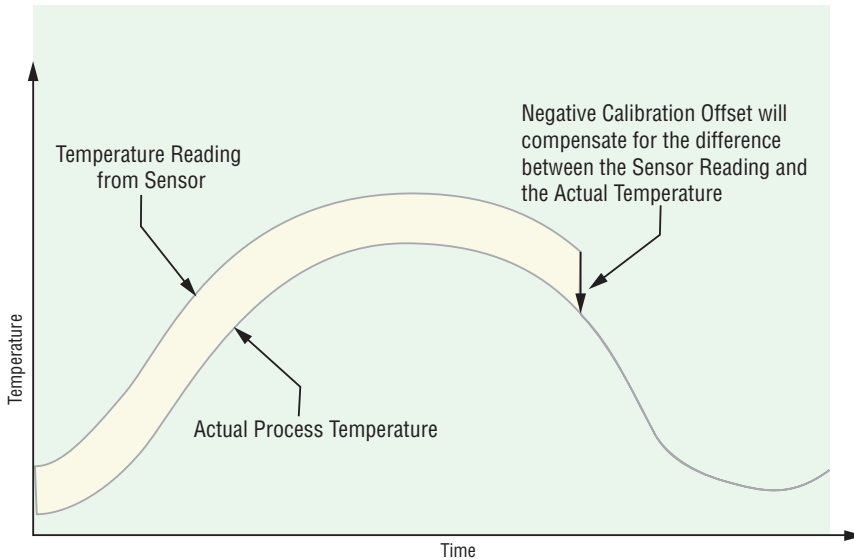 Negative Calibration Offset will
compensate for the difference
between the Sensor Reading and
the Actual Temperature
Temperature Reading
from Sensor
Actual Process Temperature
Temperature
Time